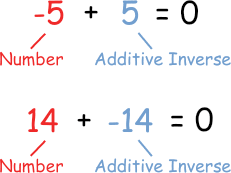 -5 + 5 = 0
Number Additive Inverse
14 + -14 = 0
Number Additive Inverse